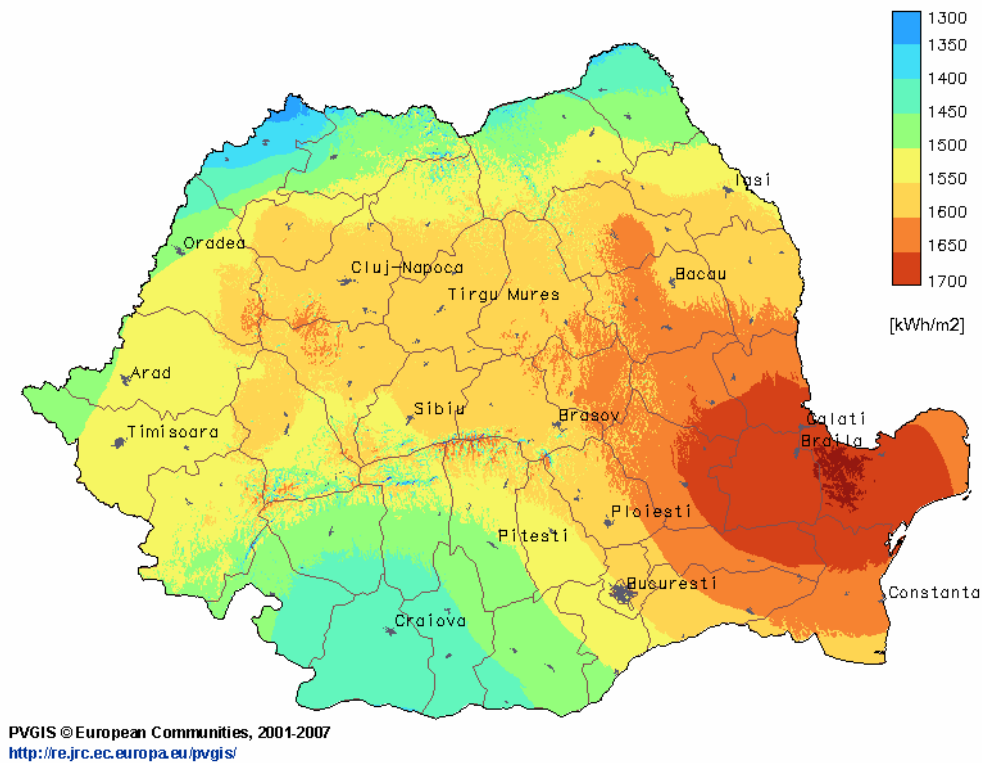 1300
1350
1400
1450
1500
1550
1600
1650
1700
[kWh/m2]
Iasi
Oradea
Cluj-Napoca
Bacau
Tirgu Mures
Arad
Sibiu
Brasov
Galati
Timisoara
Braila
Ploiesti
Pitesti
Bucuresti
Constanta
Craiova
PVGIS © European Communities, 2001-2007
http://re.jrc.ec.europa.eu/pvgis/